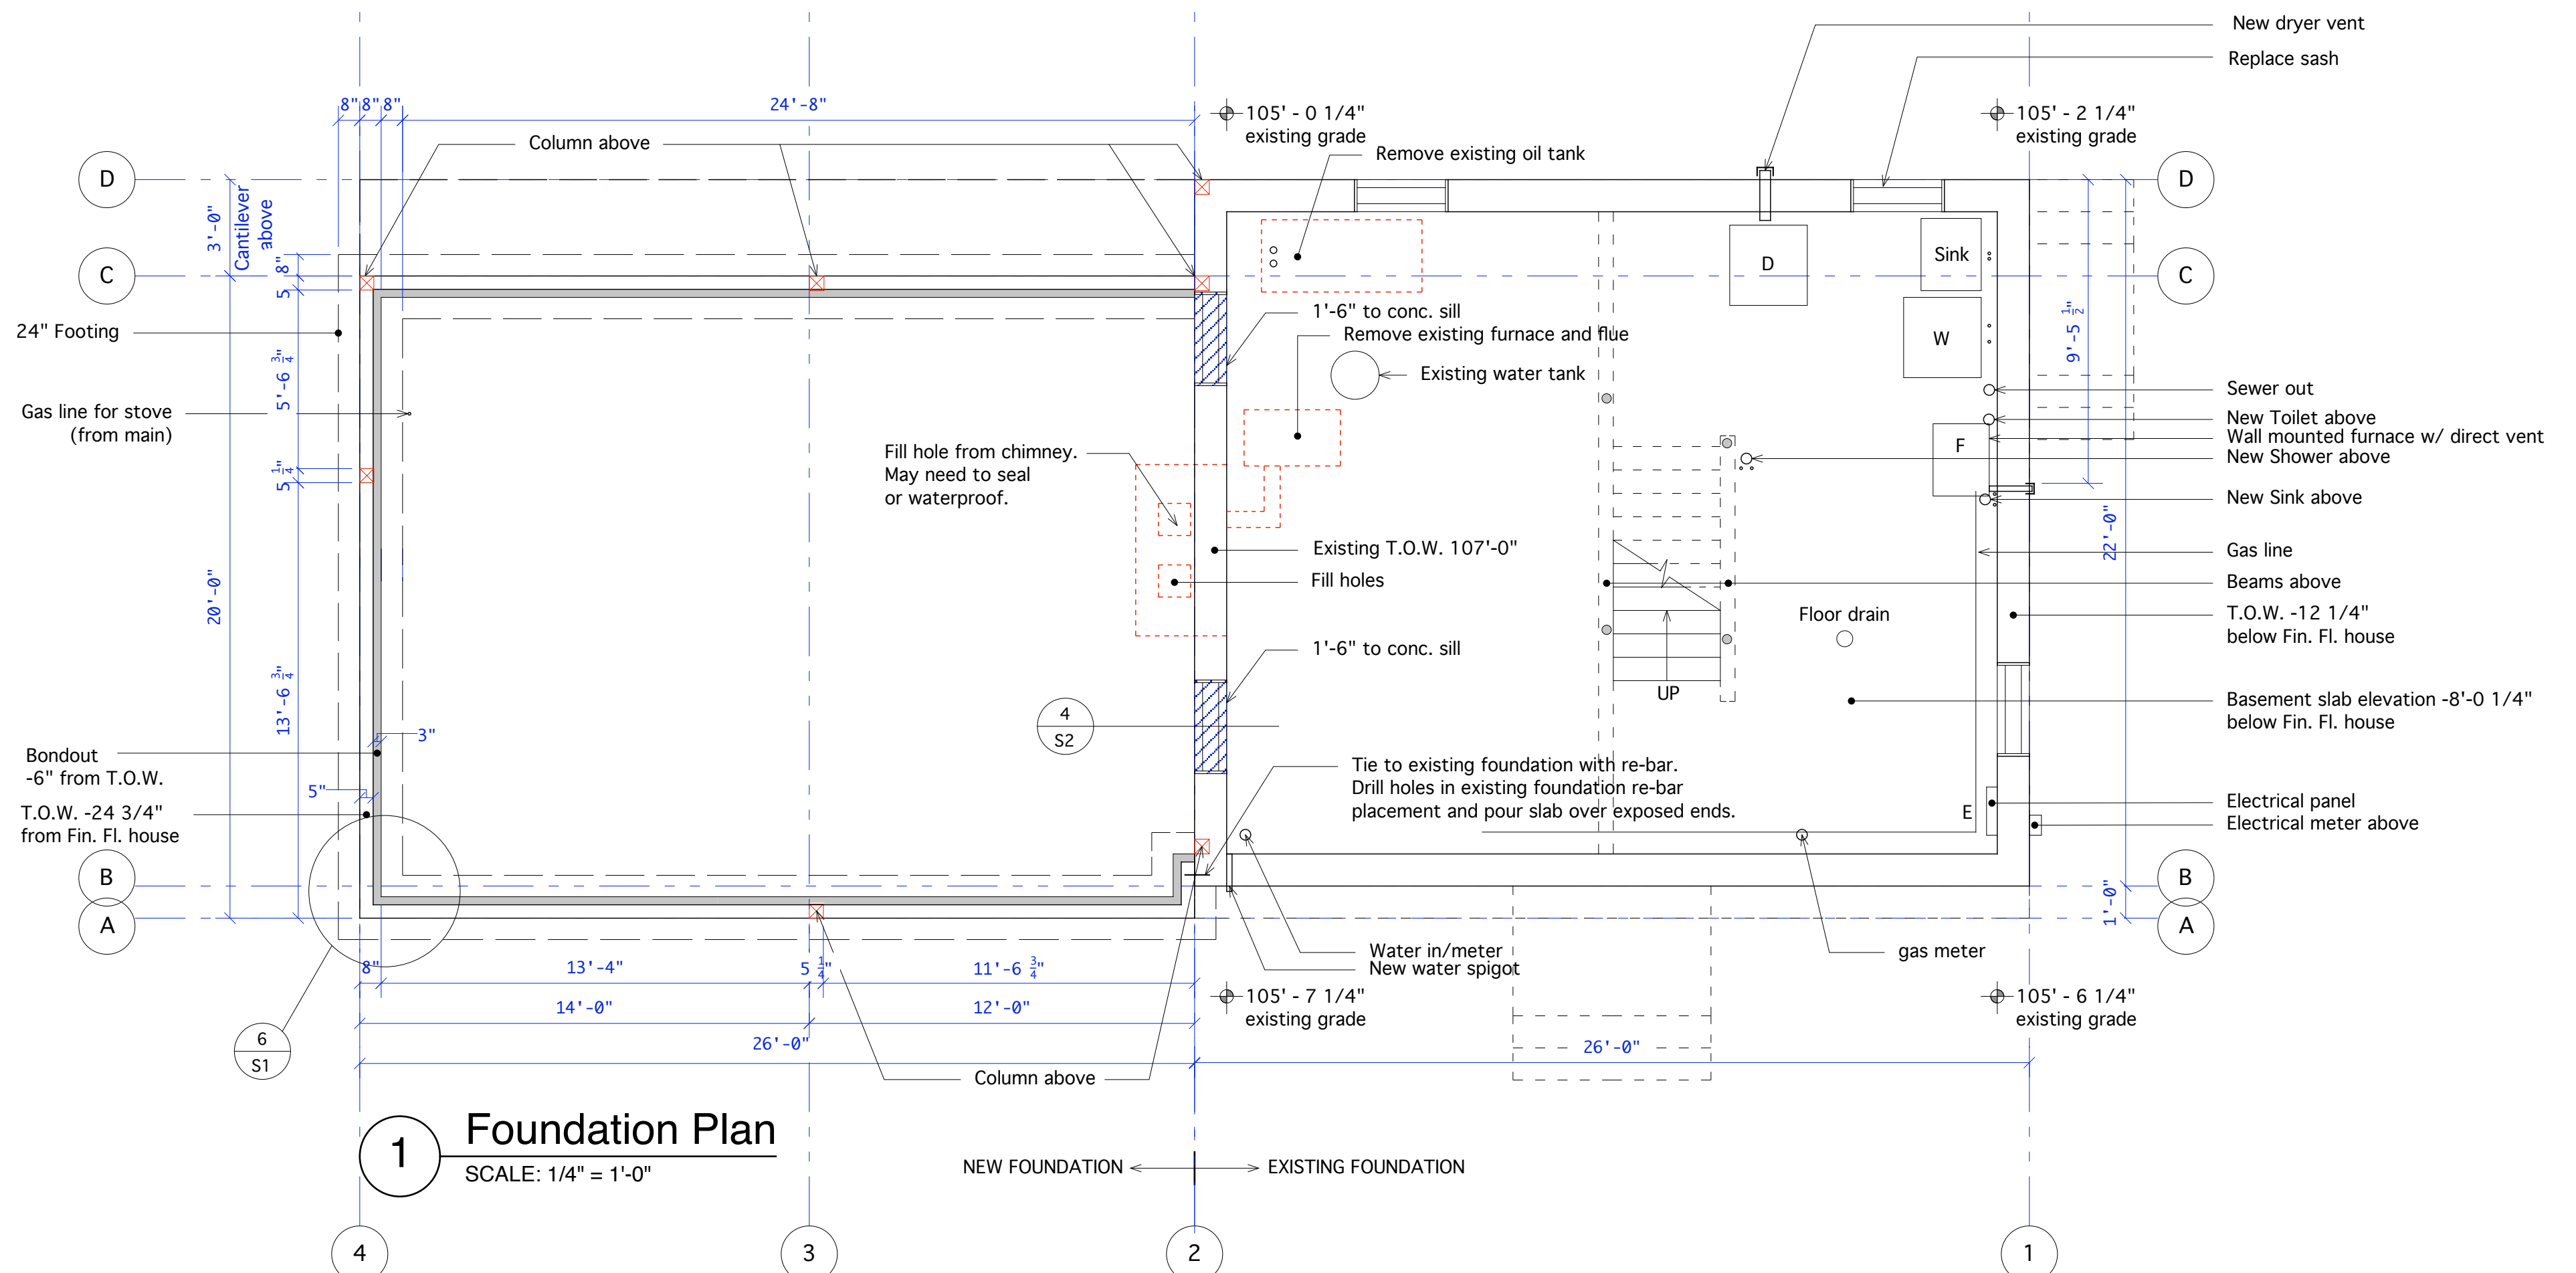 New dryer vent
Replace sash
8" 8" 8"
24'-8"
105' - 0 1/4"
existing grade
105' - 2 1/4"
existing grade
Column above
Remove existing oil tank
D
D
3'-0"
Cantilever
above
8"
5"
C
C
D
Sink
W
9'-5 1/2"
24" Footing
1'-6" to conc. sill
Remove existing furnace and flue
Existing water tank
5'-6 3/4"
Gas line for stove
(from main)
Sewer out
New Toilet above
Wall mounted furnace w/ direct vent
New Shower above
F
Fill hole from chimney.
May need to seal
or waterproof.
5 1/4"
New Sink above
22'-0"
Existing T.O.W. 107'-0"
Gas line
Fill holes
Beams above
20'-0"
Floor drain
T.O.W. -12 1/4"
below Fin. Fl. house
1'-6" to conc. sill
UP
13'-6 3/4"
4
S2
Basement slab elevation -8'-0 1/4"
below Fin. Fl. house
3"
Bondout
-6" from T.O.W.
Tie to existing foundation with re-bar.
Drill holes in existing foundation re-bar
placement and pour slab over exposed ends.
5"
T.O.W. -24 3/4"
from Fin. Fl. house
E
Electrical panel
Electrical meter above
B
B
A
A
1'-0"
Water in/meter
New water spigot
gas meter
8"
13'-4"
5 1/4"
11'-6 3/4"
14'-0"
12'-0"
105' - 7 1/4"
existing grade
105' - 6 1/4"
existing grade
6
S1
26'-0"
26'-0"
Column above
1
Foundation Plan
SCALE: 1/4" = 1'-0"
NEW FOUNDATION
EXISTING FOUNDATION
4
3
2
1